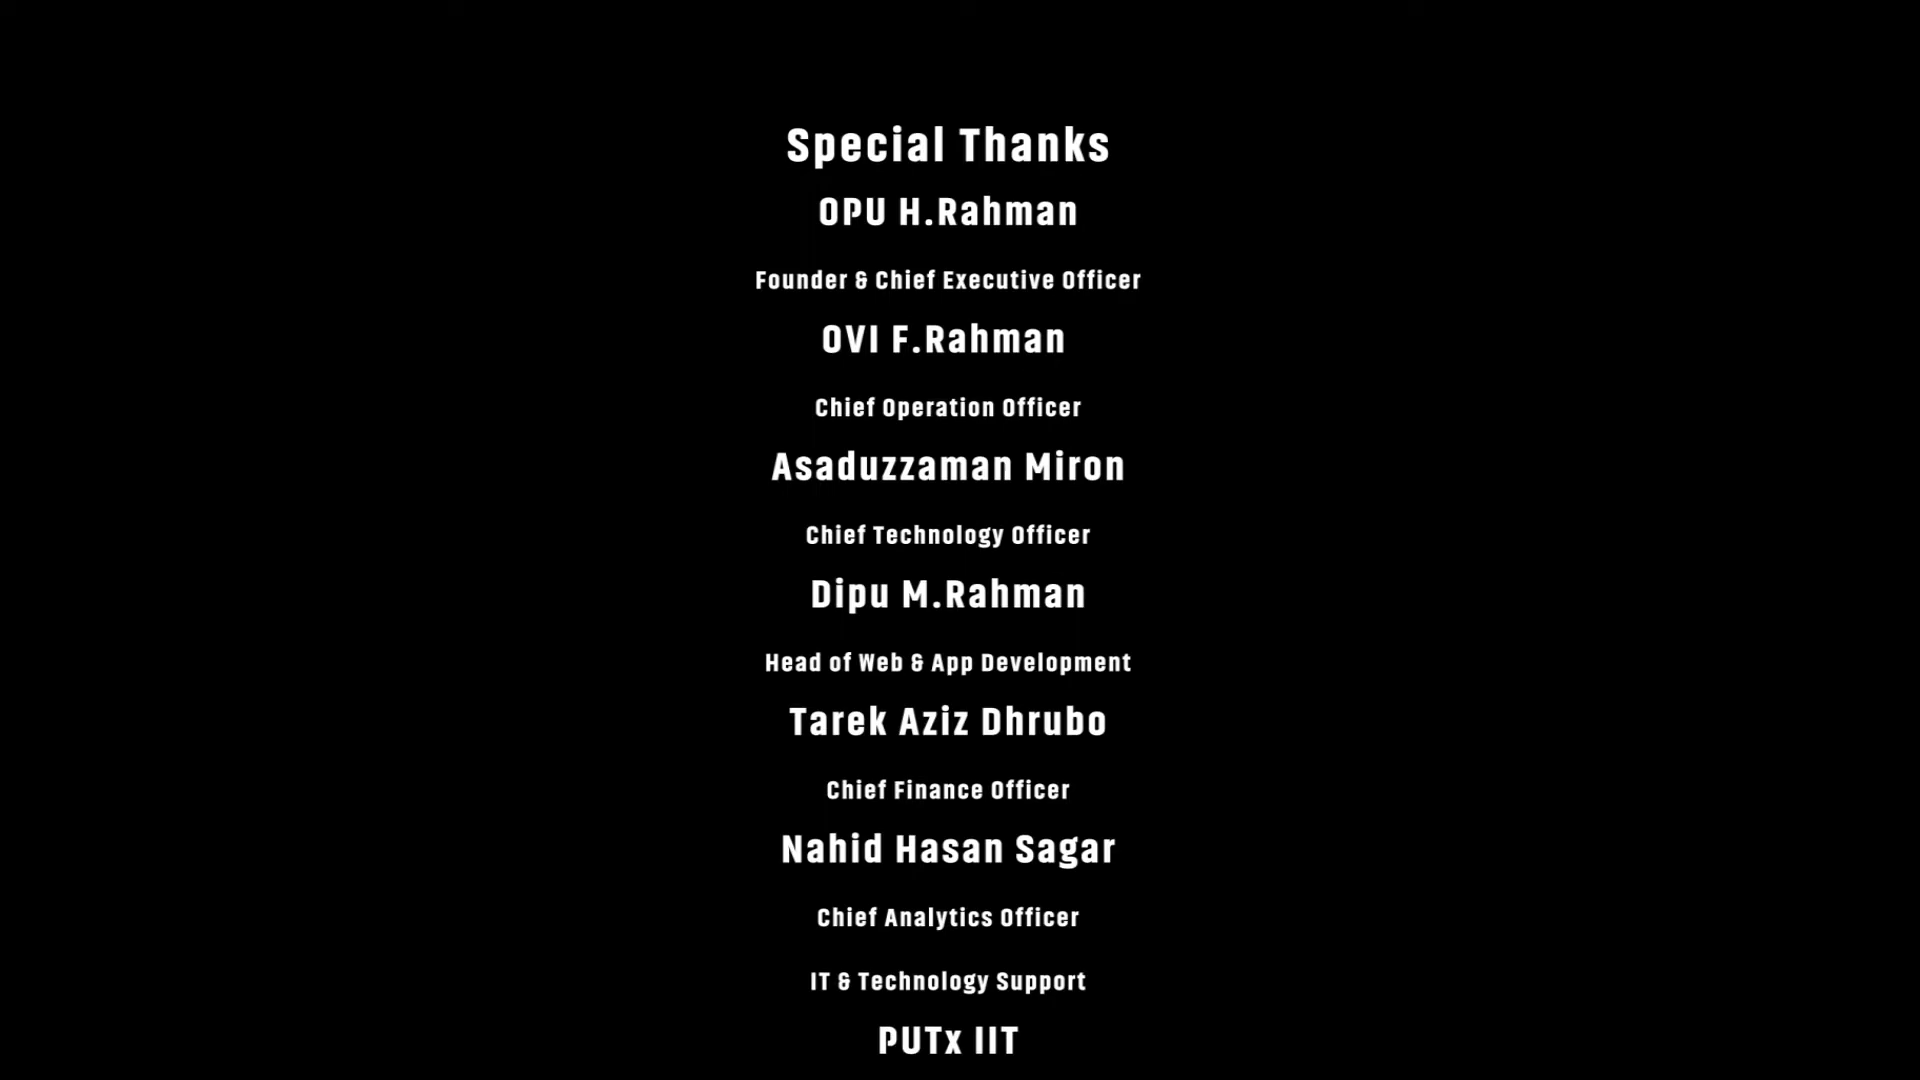 Special Thanks
OPU H.Rahman
Founder & Chief Executive Officer
OVI F.Rahman
Chief Operation Officer
Asaduzzaman Miron
Chief Technology Officer
Dipu M.Rahman
Head of Web & App Development
Tarek Aziz Dhrubo
Chief Finance Officer
Nahid Hasan Sagar
Chief Analytics Officer
IT & Technology Support
PUTx IIT